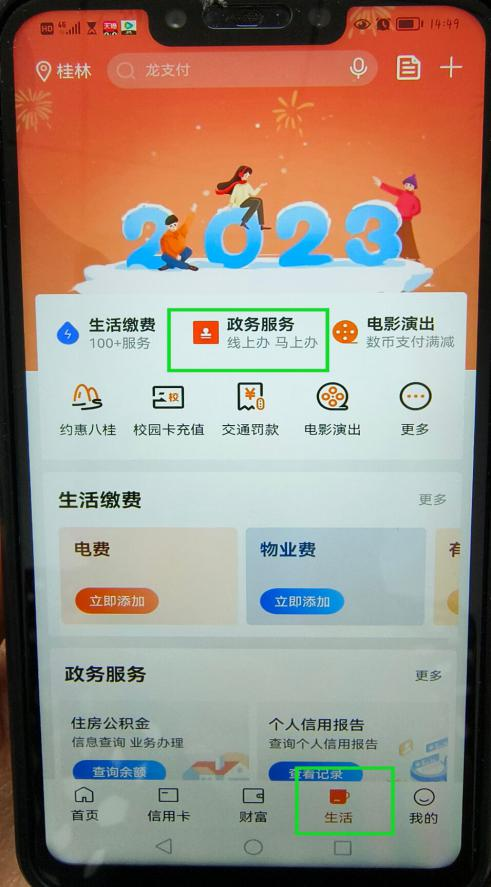 HD 4G 14:49
桂林 龙支付
2023
生活缴费 政务服务 电影演出
100+服务 线上办 马上办 数币支付满减
约惠八桂 校园卡充值 交通罚款 电影演出 更多
生活缴费 更多
电费 物业费 有
立即添加 立即添加
政务服务 更多
住房公积金 个人信用报告
信息查询 业务办理 查询个人信用报告
查询余额 查看记录
首页 信用卡 财富 生活 我的